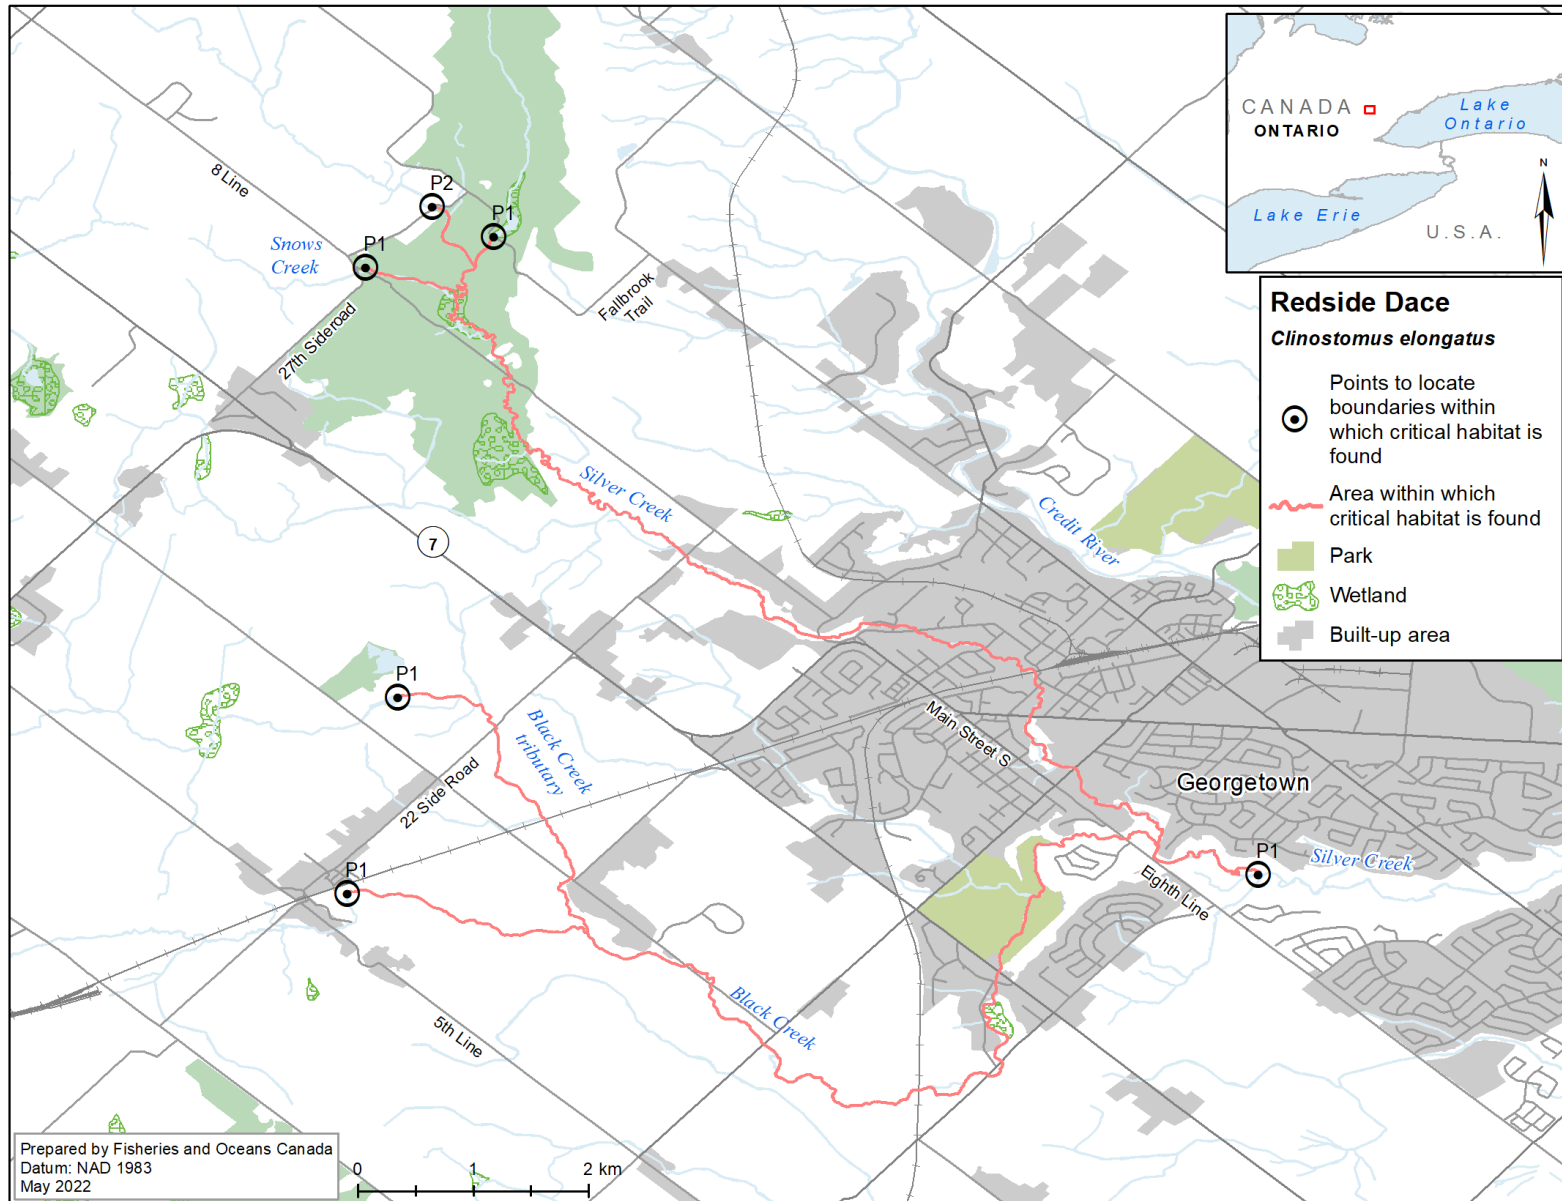 CANADA
ONTARIO
Lake
Ontario
N
Lake Erie
U.S.A.
Redside Dace
Clinostomus elongatus
Points to locate
boundaries within
which critical habitat is
found
Area within which
critical habitat is found
Park
Wetland
Built-up area
8 Line
P2
P1
Snows
Creek
P1
27th Sideroad
Fallbrook
Trail
Silver Creek
Credit River
7
P1
Black Creek
tributary
22 Side Road
Main Street S
Georgetown
P1
Silver Creek
Eighth Line
P1
5th Line
Black Creek
Prepared by Fisheries and Oceans Canada
Datum: NAD 1983
May 2022
0 1 2 km